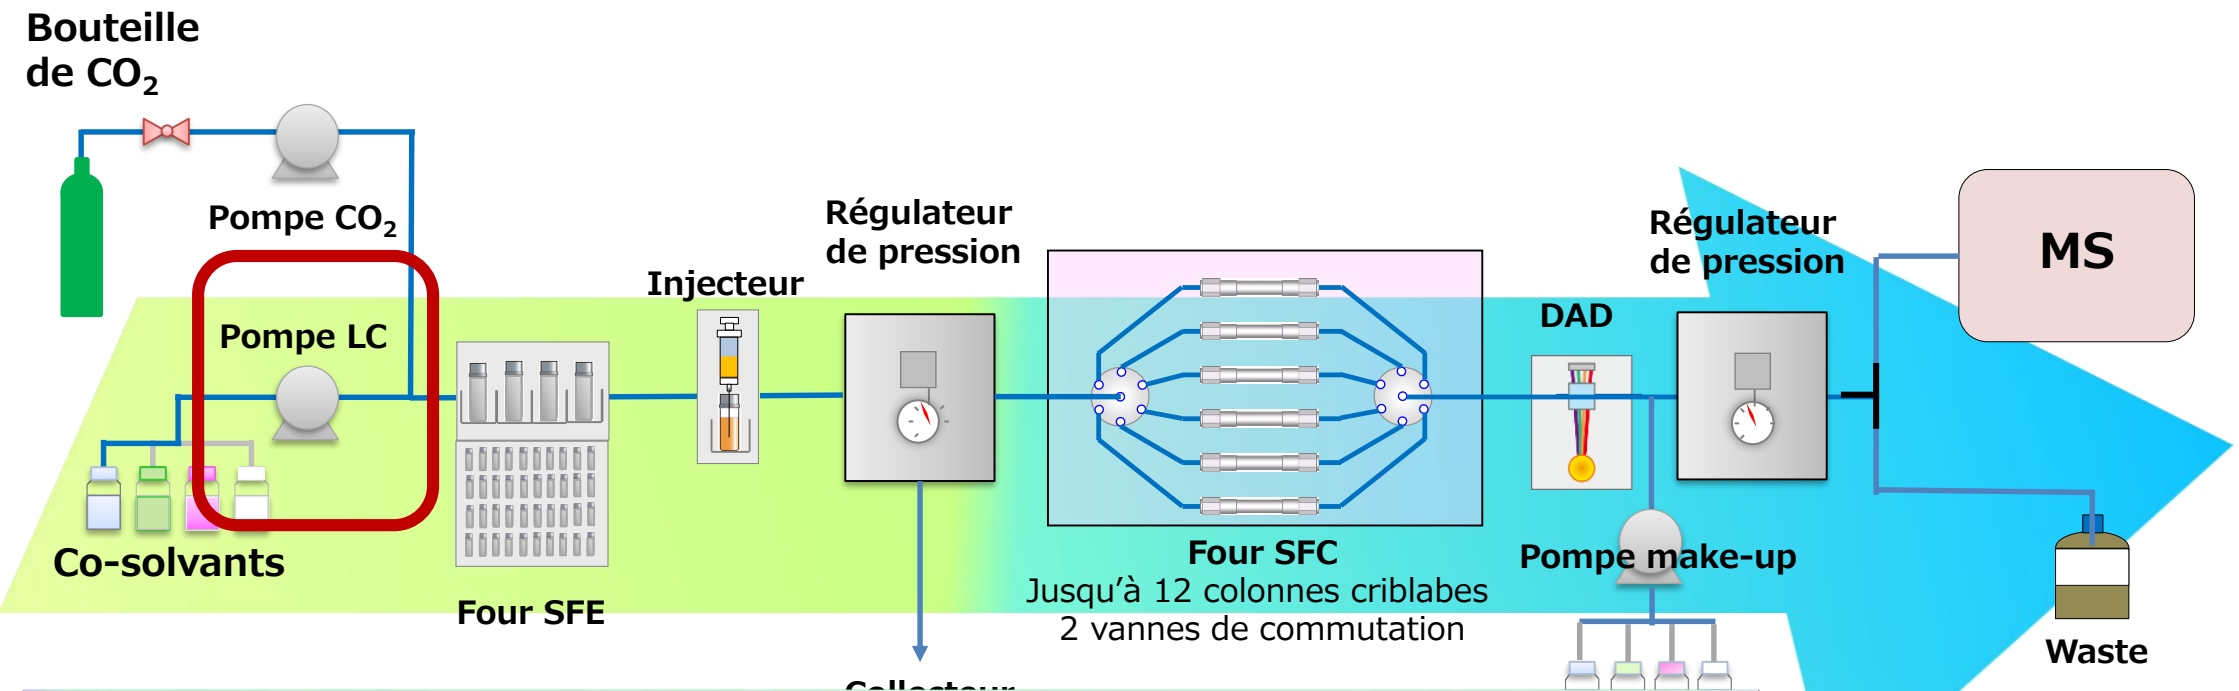 Bouteille
de CO₂
Pompe CO₂
Pompe LC
Co-solvants
Four SFE
Injecteur
Régulateur
de pression
Collecteur
Four SFC
Jusqu’à 12 colonnes criblabes
2 vannes de commutation
DAD
Régulateur
de pression
Pompe make-up
MS
Waste